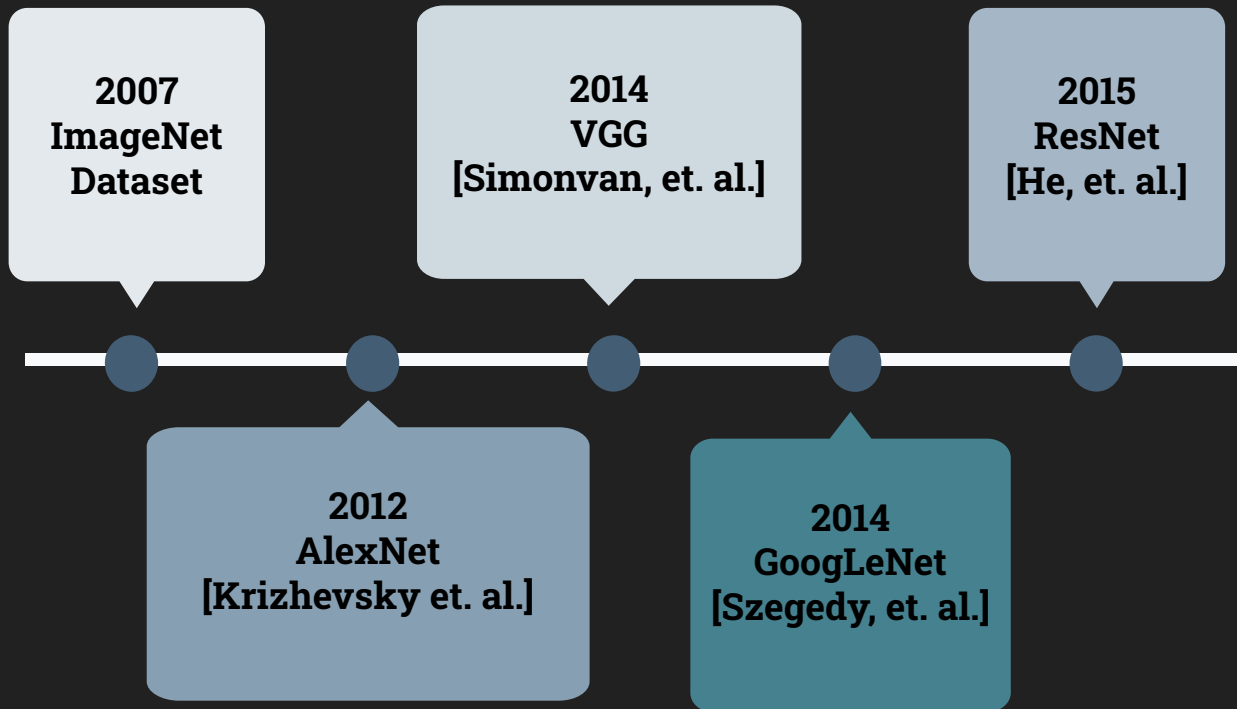 2007
ImageNet
Dataset
2012
AlexNet
[Krizhevsky et. al.]
2014
VGG
[Simonvan, et. al.]
2014
GoogLeNet
[Szegedy, et. al.]
2015
ResNet
[He, et. al.]